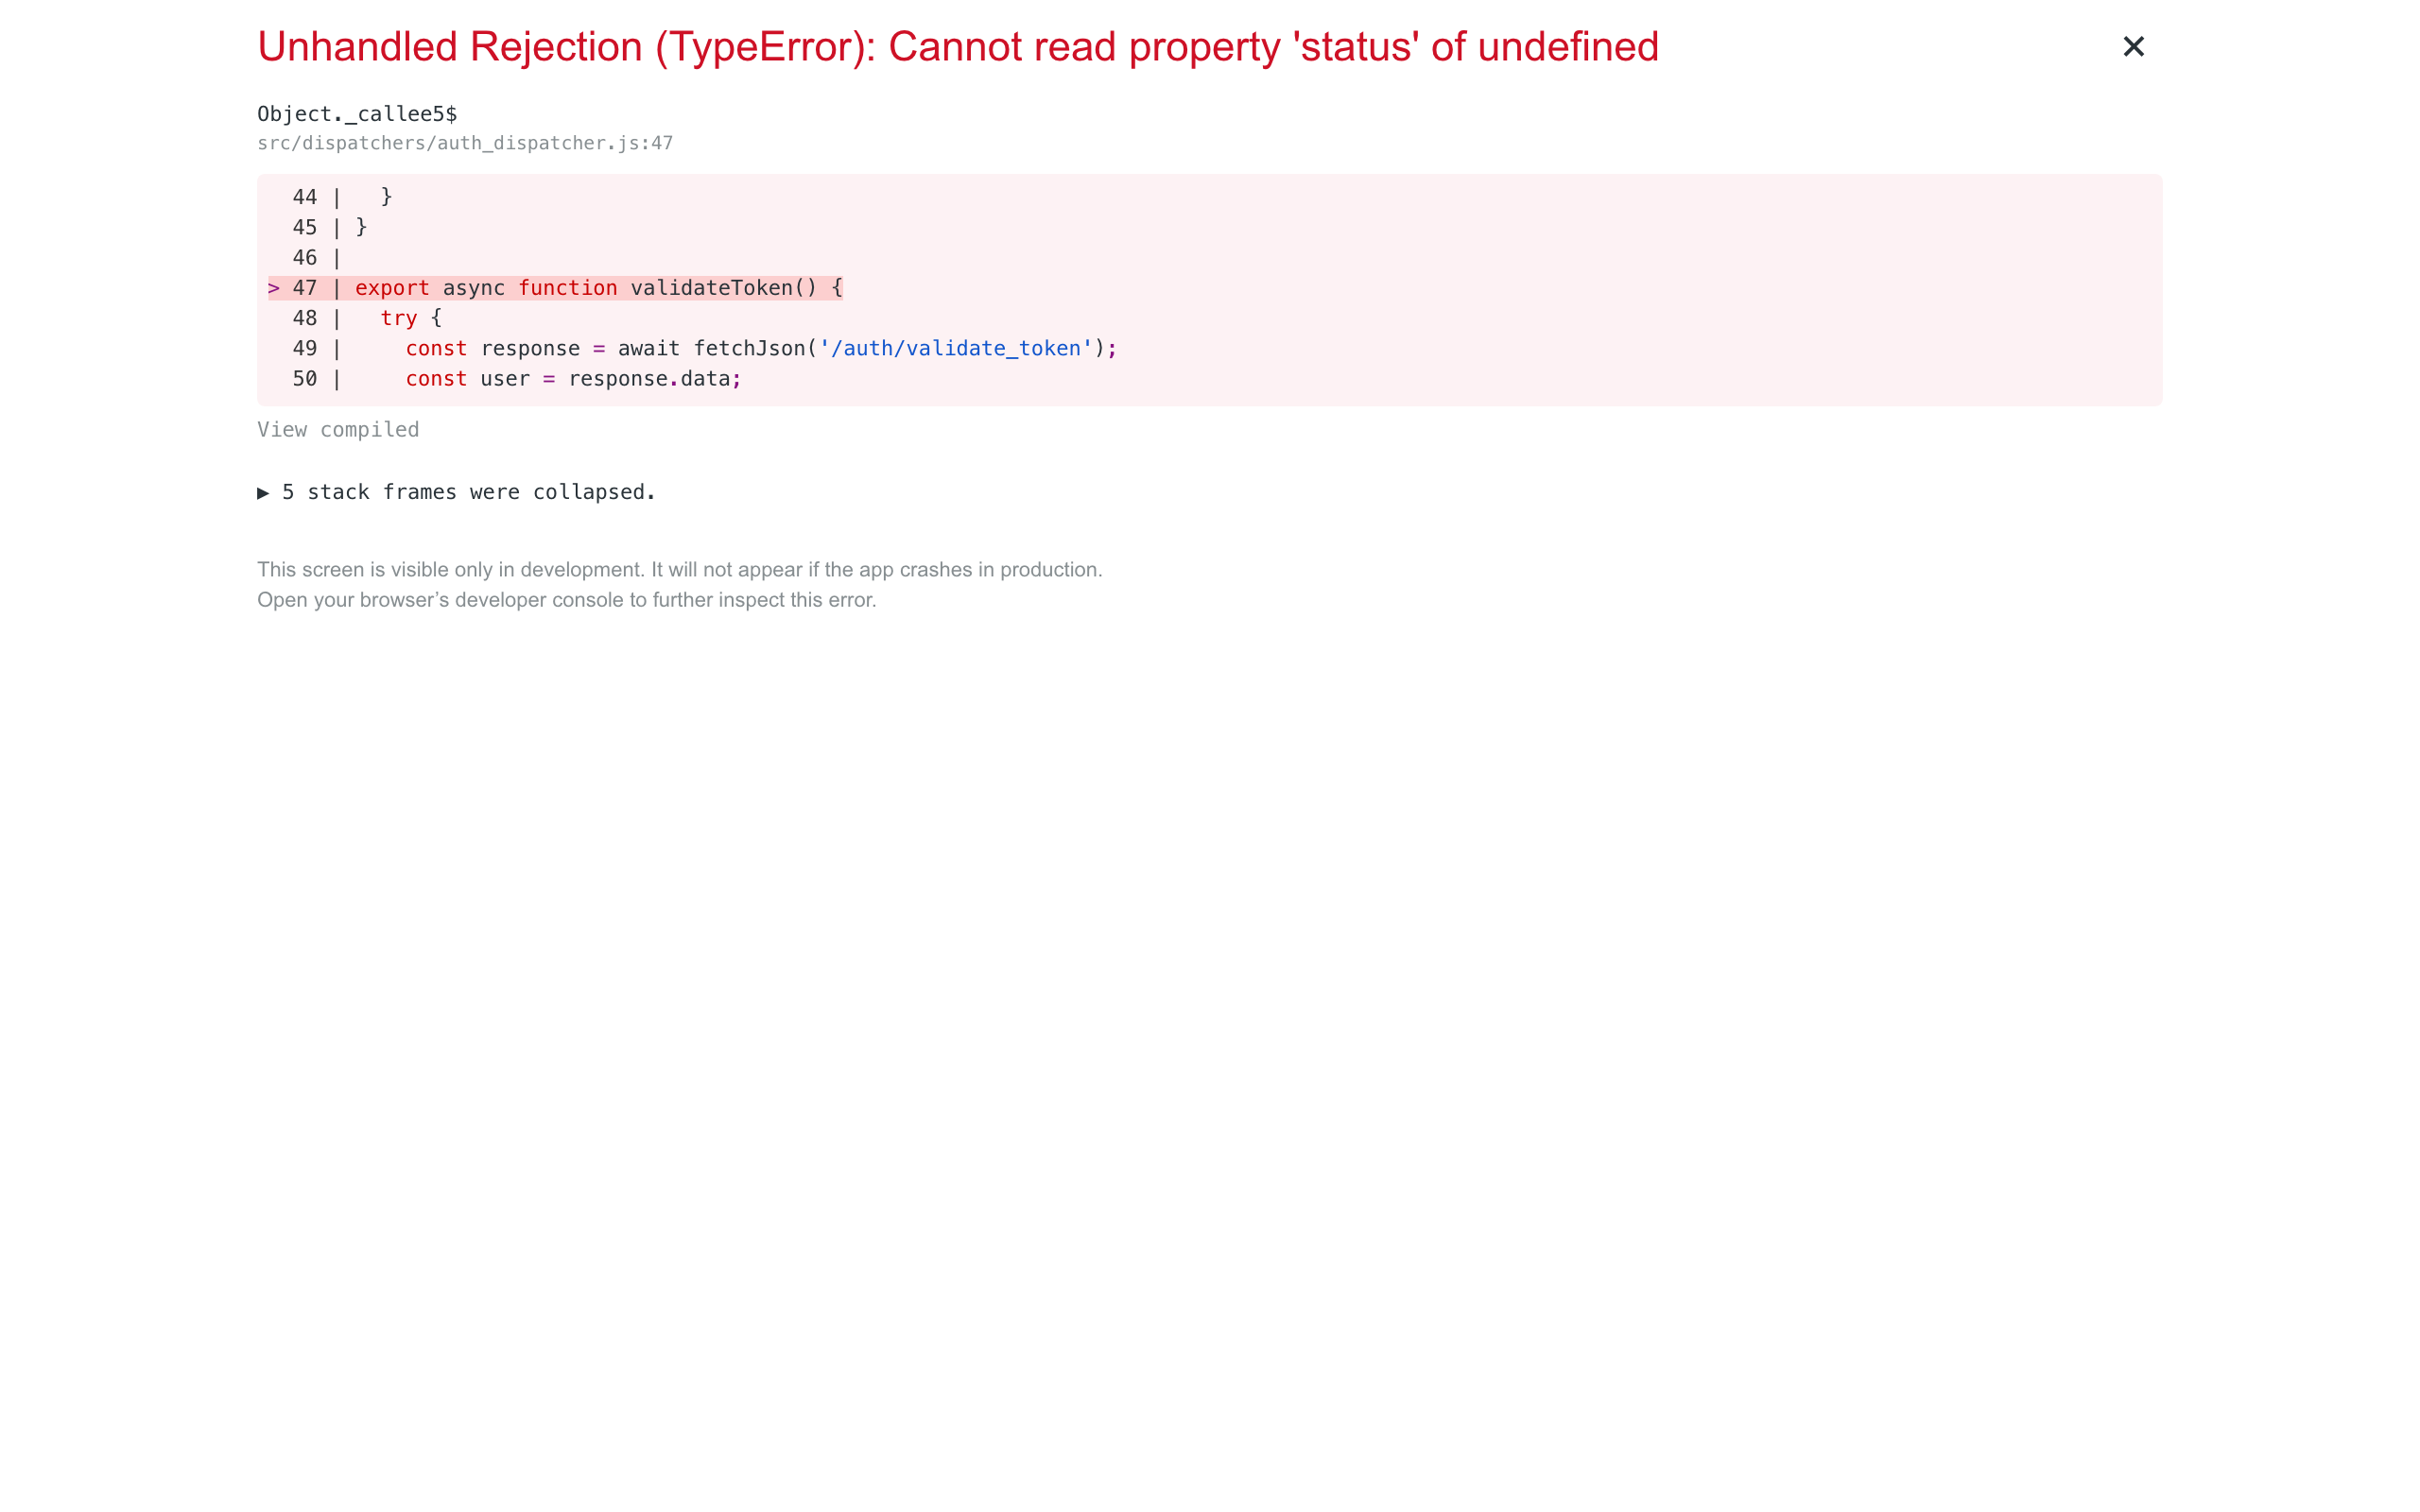 Unhandled Rejection (TypeError): Cannot read property 'status' of undefined
×
Object._callee5$
src/dispatchers/auth_dispatcher.js:47
  44 |   }
  45 | }
  46 |
> 47 | export async function validateToken() {
  48 |   try {
  49 |     const response = await fetchJson('/auth/validate_token');
  50 |     const user = response.data;
View compiled
▶ 5 stack frames were collapsed.
This screen is visible only in development. It will not appear if the app crashes in production.
Open your browser’s developer console to further inspect this error.